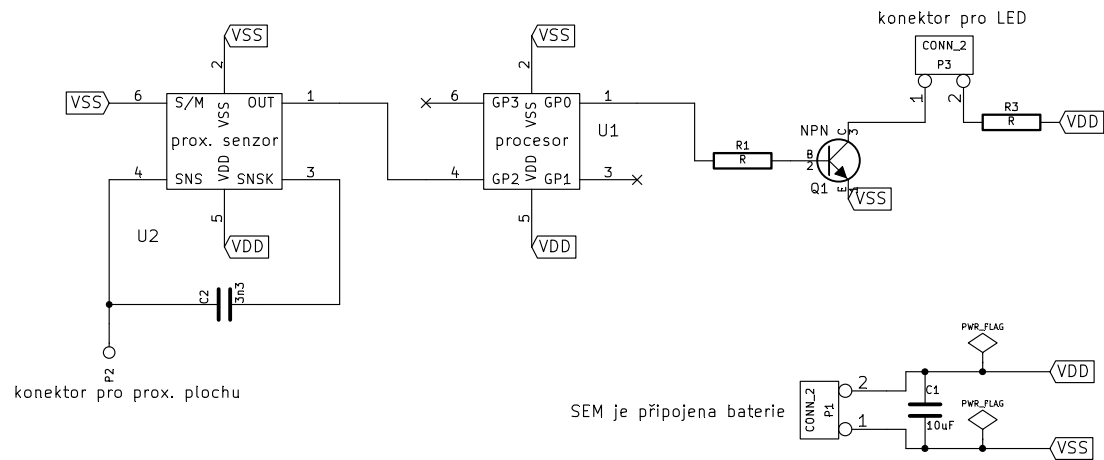 konektor pro LED
CONN_2
P3
1
2
R3
R
VDD
VSS
2
VSS
6
S/M
VSS
OUT
1
prox. senzor
4
SNS
VDD
SNSK
3
5
VDD
U2
C2
3n3
P2
konektor pro prox. plochu
VSS
2
6
GP3
VSS
GP0
1
procesor
U1
4
GP2
VDD
GP1
3
5
VDD
R1
R
NPN
C
3
B
2
E
Q1
VSS
SEM je připojena baterie
CONN_2
P1
2
1
C1
10uF
PWR_FLAG
VDD
PWR_FLAG
VSS